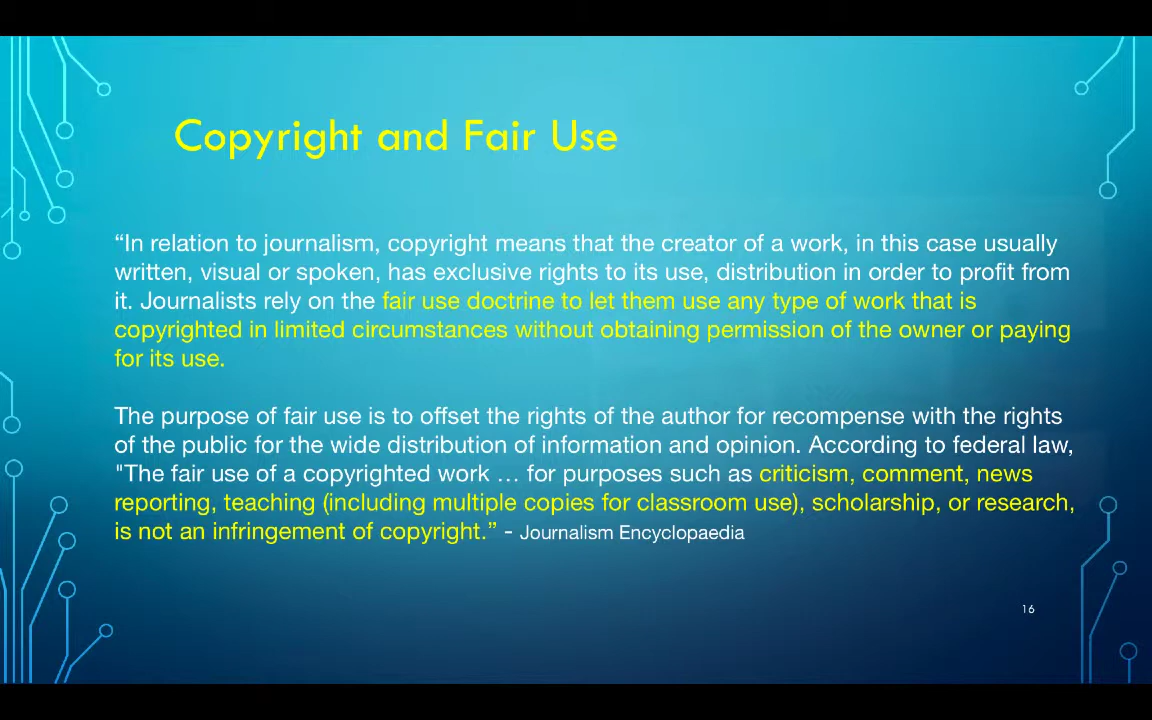 Copyright and Fair Use
“In relation to journalism, copyright means that the creator of a work, in this case usually
written, visual or spoken, has exclusive rights to its use, distribution in order to profit from
it. Journalists rely on the fair use doctrine to let them use any type of work that is
copyrighted in limited circumstances without obtaining permission of the owner or paying
for its use.
The purpose of fair use is to offset the rights of the author for recompense with the rights
of the public for the wide distribution of information and opinion. According to federal law,
"The fair use of a copyrighted work … for purposes such as criticism, comment, news
reporting, teaching (including multiple copies for classroom use), scholarship, or research,
is not an infringement of copyright.” - Journalism Encyclopaedia
16